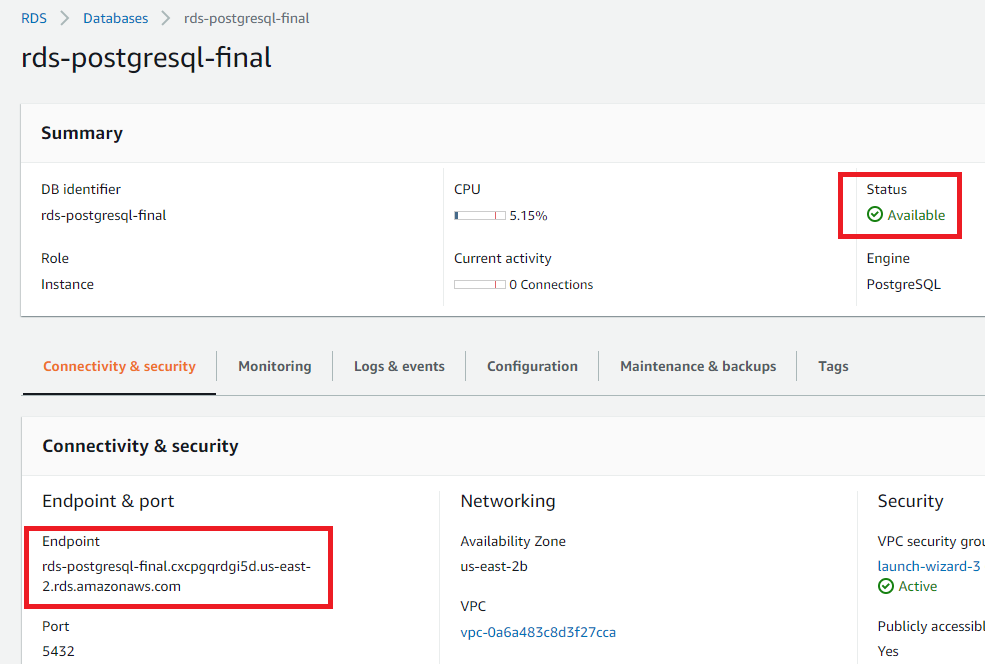 RDS > Databases > rds-postgresql-final
rds-postgresql-final
Summary
DB identifier
rds-postgresql-final
CPU
5.15%
Status
Available
Role
Instance
Current activity
0 Connections
Engine
PostgreSQL
Connectivity & security
Monitoring
Logs & events
Configuration
Maintenance & backups
Tags
Connectivity & security
Endpoint & port
Endpoint
rds-postgresql-final.cxcpgqrdgi5d.us-east-
2.rds.amazonaws.com
Port
5432
Networking
Availability Zone
us-east-2b
VPC
vpc-0a6a483c8d3f27cca
Security
VPC security grou
launch-wizard-3
Active
Publicly accessibl
Yes